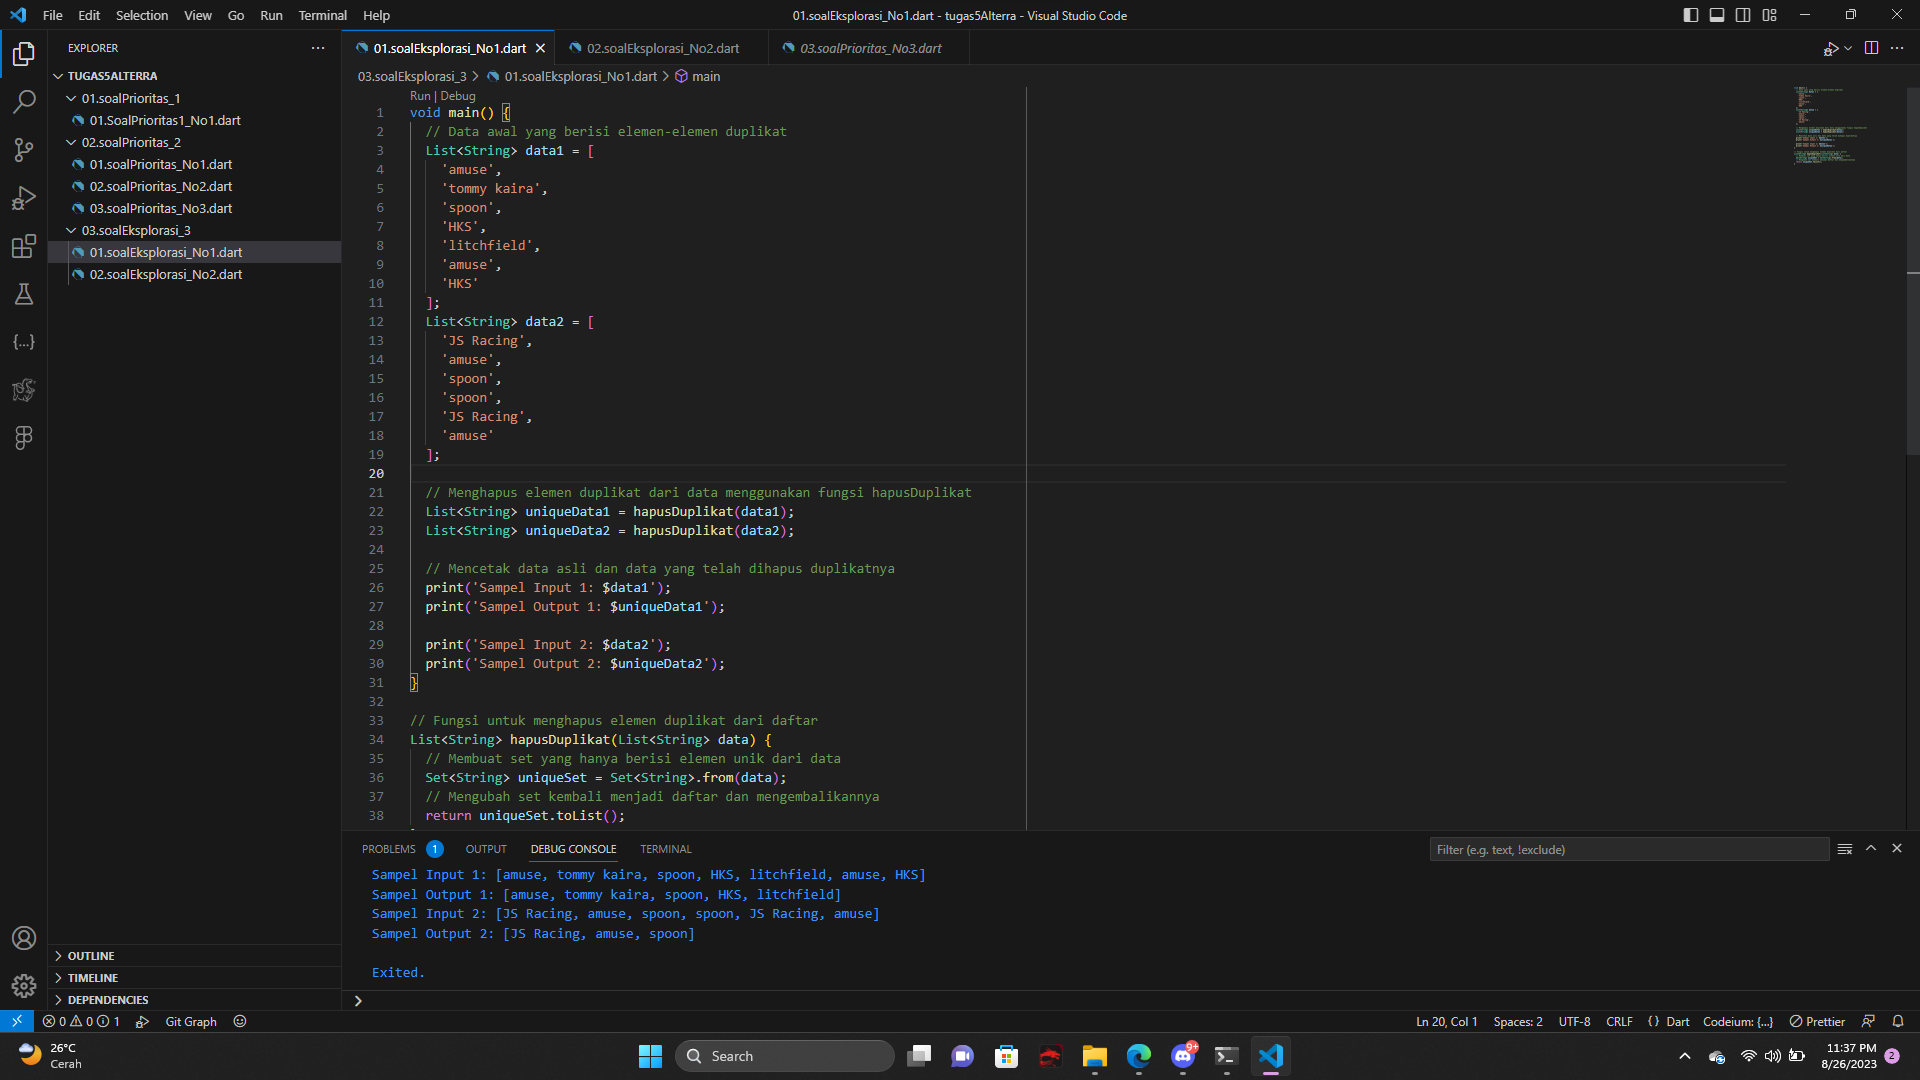 File Edit Selection View Go Run Terminal Help
01.soalEksplorasi_No1.dart - tugas5Alterra - Visual Studio Code
EXPLORER
TUGAS5ALTERRA
01.soalPrioritas_1
01.SoalPrioritas1_No1.dart
02.soalPrioritas_2
01.soalPrioritas_No1.dart
02.soalPrioritas_No2.dart
03.soalPrioritas_No3.dart
03.soalEksplorasi_3
01.soalEksplorasi_No1.dart
02.soalEksplorasi_No2.dart
OUTLINE
TIMELINE
DEPENDENCIES
01.soalEksplorasi_No1.dart 02.soalEksplorasi_No2.dart 03.soalPrioritas_No3.dart
03.soalEksplorasi_3 > 01.soalEksplorasi_No1.dart > main
Run | Debug
1 void main() {
2 // Data awal yang berisi elemen-elemen duplikat
3 List<String> data1 = [
4 'amuse',
5 'tommy kaira',
6 'spoon',
7 'HKS',
8 'litchfield',
9 'amuse',
10 'HKS'
11 ];
12 List<String> data2 = [
13 'JS Racing',
14 'amuse',
15 'spoon',
16 'spoon',
17 'JS Racing',
18 'amuse'
19 ];
20
21 // Menghapus elemen duplikat dari data menggunakan fungsi hapusDuplikat
22 List<String> uniqueData1 = hapusDuplikat(data1);
23 List<String> uniqueData2 = hapusDuplikat(data2);
24
25 // Mencetak data asli dan data yang telah dihapus duplikatnya
26 print('Sampel Input 1: $data1');
27 print('Sampel Output 1: $uniqueData1');
28
29 print('Sampel Input 2: $data2');
30 print('Sampel Output 2: $uniqueData2');
31 }
32
33 // Fungsi untuk menghapus elemen duplikat dari daftar
34 List<String> hapusDuplikat(List<String> data) {
35 // Membuat set yang hanya berisi elemen unik dari data
36 Set<String> uniqueSet = Set<String>.from(data);
37 // Mengubah set kembali menjadi daftar dan mengembalikannya
38 return uniqueSet.toList();
PROBLEMS 1 OUTPUT DEBUG CONSOLE TERMINAL
Filter (e.g. text, !exclude)
Sampel Input 1: [amuse, tommy kaira, spoon, HKS, litchfield, amuse, HKS]
Sampel Output 1: [amuse, tommy kaira, spoon, HKS, litchfield]
Sampel Input 2: [JS Racing, amuse, spoon, spoon, JS Racing, amuse]
Sampel Output 2: [JS Racing, amuse, spoon]
Exited.
0 0 1 Git Graph
Ln 20, Col 1 Spaces: 2 UTF-8 CRLF {} Dart Codeium: {...} Prettier
26°C
Cerah
Search
9+
11:37 PM
8/26/2023
2